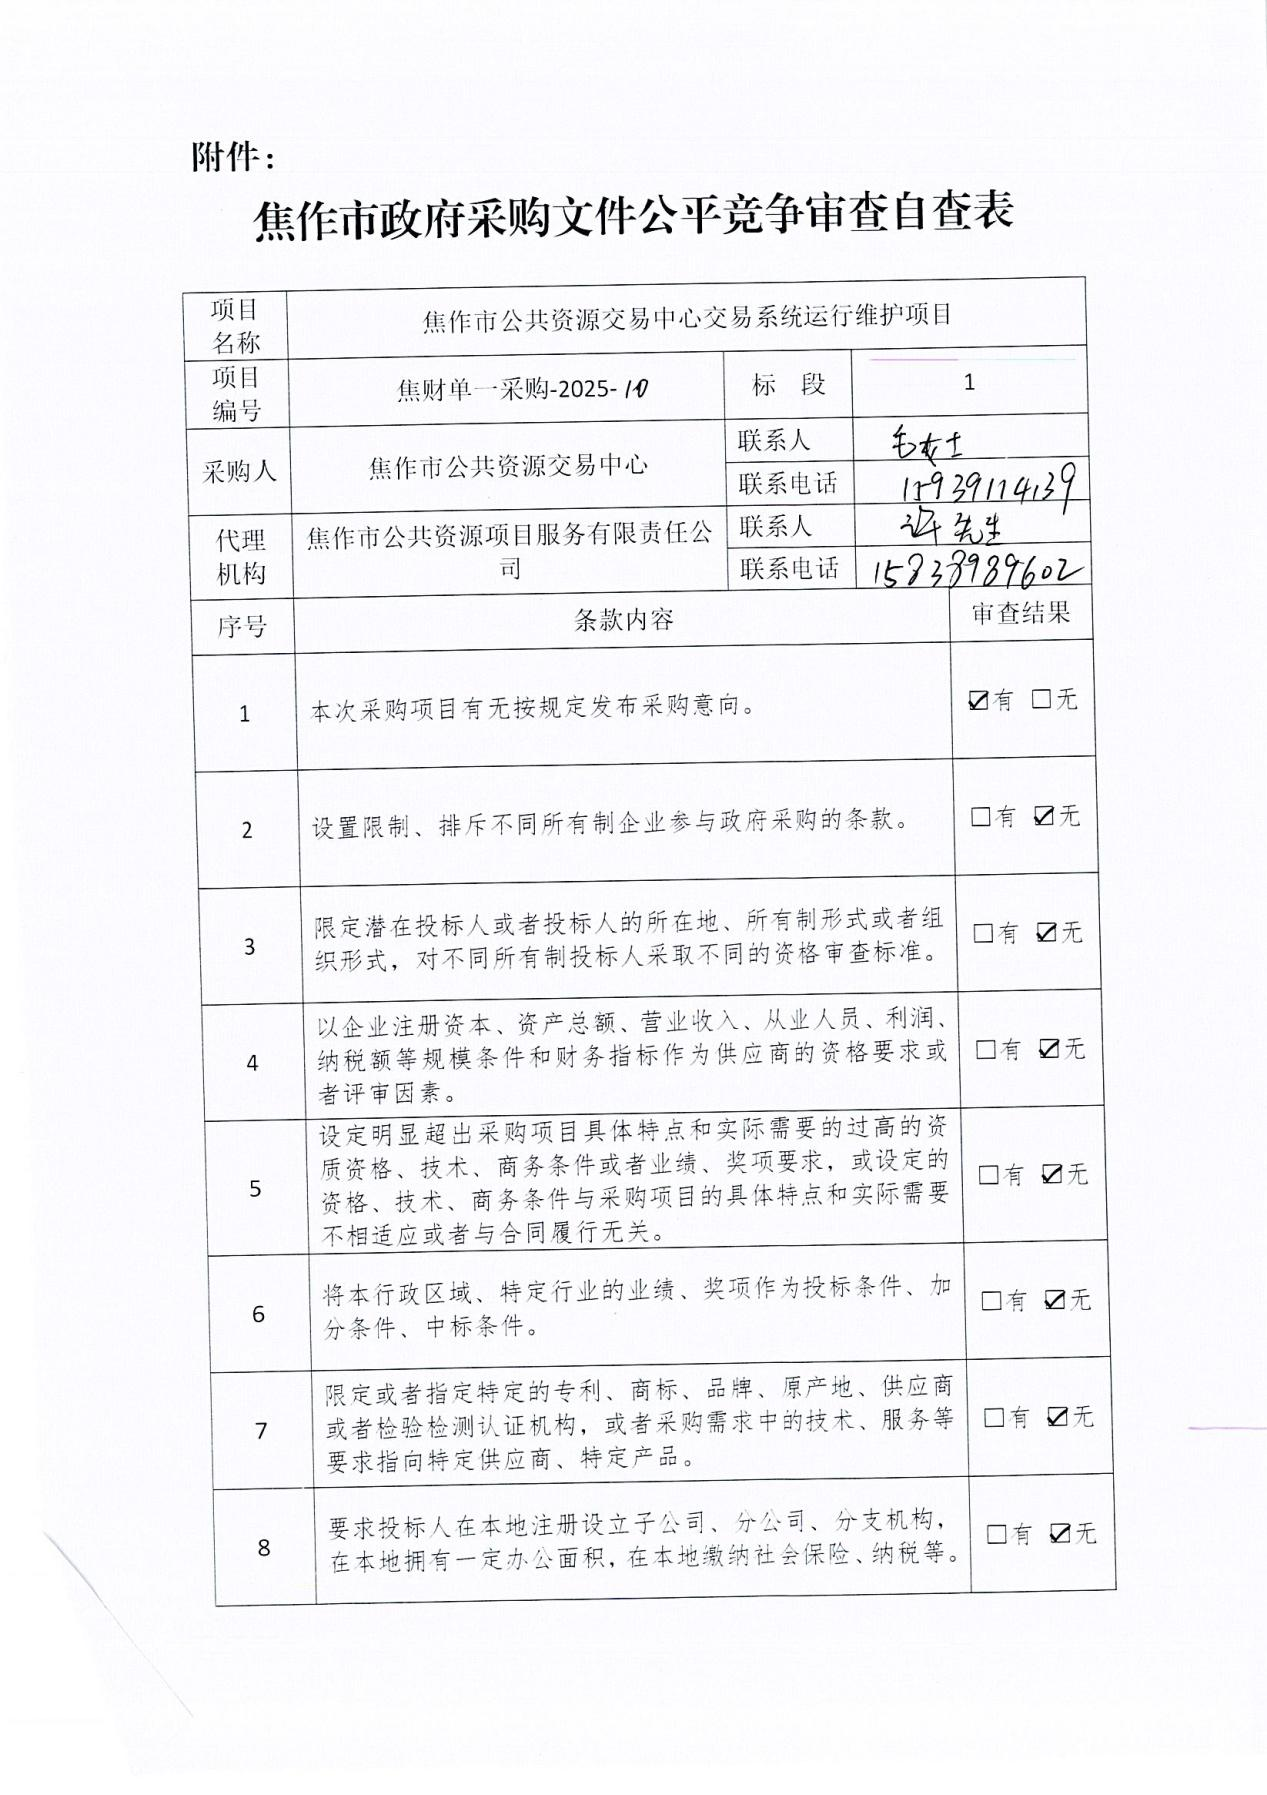 附件：
焦作市政府采购文件公平竞争审查自查表
项目
名称
焦作市公共资源交易中心交易系统运行维护项目
项目
编号
焦财单一采购-2025-10
标 段
1
采购人
焦作市公共资源交易中心
联系人
毛女士
联系电话
15939114139
代理
机构
焦作市公共资源项目服务有限责任公
司
联系人
许先生
联系电话
15838989602
序号
条款内容
审查结果
1
本次采购项目有无按规定发布采购意向。
☑有 □无
2
设置限制、排斥不同所有制企业参与政府采购的条款。
□有 ☑无
3
限定潜在投标人或者投标人的所在地、所有制形式或者组
织形式，对不同所有制投标人采取不同的资格审查标准。
□有 ☑无
4
以企业注册资本、资产总额、营业收入、从业人员、利润、
纳税额等规模条件和财务指标作为供应商的资格要求或
者评审因素。
□有 ☑无
5
设定明显超出采购项目具体特点和实际需要的过高的资
质资格、技术、商务条件或者业绩、奖项要求，或设定的
资格、技术、商务条件与采购项目的具体特点和实际需要
不相适应或者与合同履行无关。
□有 ☑无
6
将本行政区域、特定行业的业绩、奖项作为投标条件、加
分条件、中标条件。
□有 ☑无
7
限定或者指定特定的专利、商标、品牌、原产地、供应商
或者检验检测认证机构，或者采购需求中的技术、服务等
要求指向特定供应商、特定产品。
□有 ☑无
8
要求投标人在本地注册设立子公司、分公司、分支机构，
在本地拥有一定办公面积，在本地缴纳社会保险、纳税等。
□有 ☑无